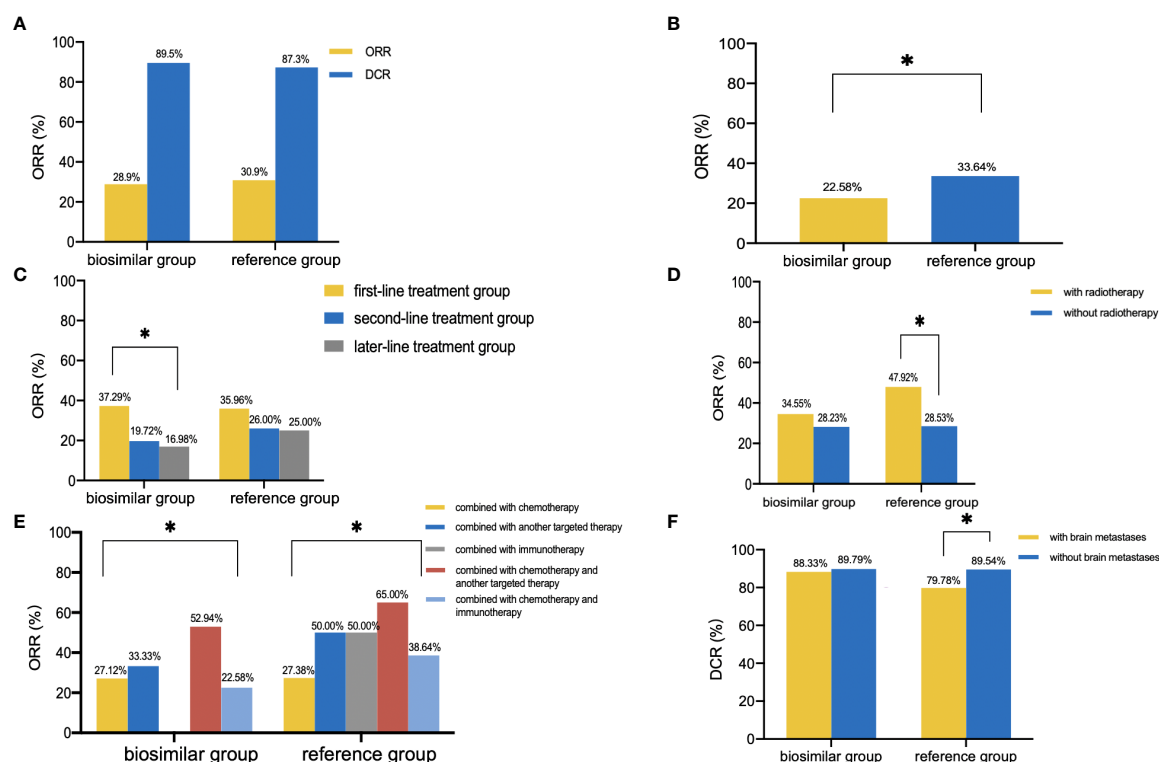 A
ORR (%)
100
80
60
40
20
0
28.9%
89.5%
30.9%
87.3%
biosimilar group
reference group
ORR
DCR
B
ORR (%)
100
80
60
40
20
0
*
22.58%
33.64%
biosimilar group
reference group
C
ORR (%)
100
80
60
40
20
0
*
37.29%
19.72%
16.98%
35.96%
26.00%
25.00%
biosimilar group
reference group
first-line treatment group
second-line treatment group
later-line treatment group
D
ORR (%)
100
80
60
40
20
0
*
34.55%
28.23%
47.92%
28.53%
biosimilar group
reference group
with radiotherapy
without radiotherapy
E
ORR (%)
100
80
60
40
20
0
*
*
27.12%
33.33%
52.94%
22.58%
27.38%
50.00%
50.00%
65.00%
38.64%
biosimilar group
reference group
combined with chemotherapy
combined with another targeted therapy
combined with immunotherapy
combined with chemotherapy and
another targeted therapy
combined with chemotherapy and
immunotherapy
F
DCR (%)
100
80
60
40
20
0
*
88.33%
89.79%
79.78%
89.54%
biosimilar group
reference group
with brain metastases
without brain metastases